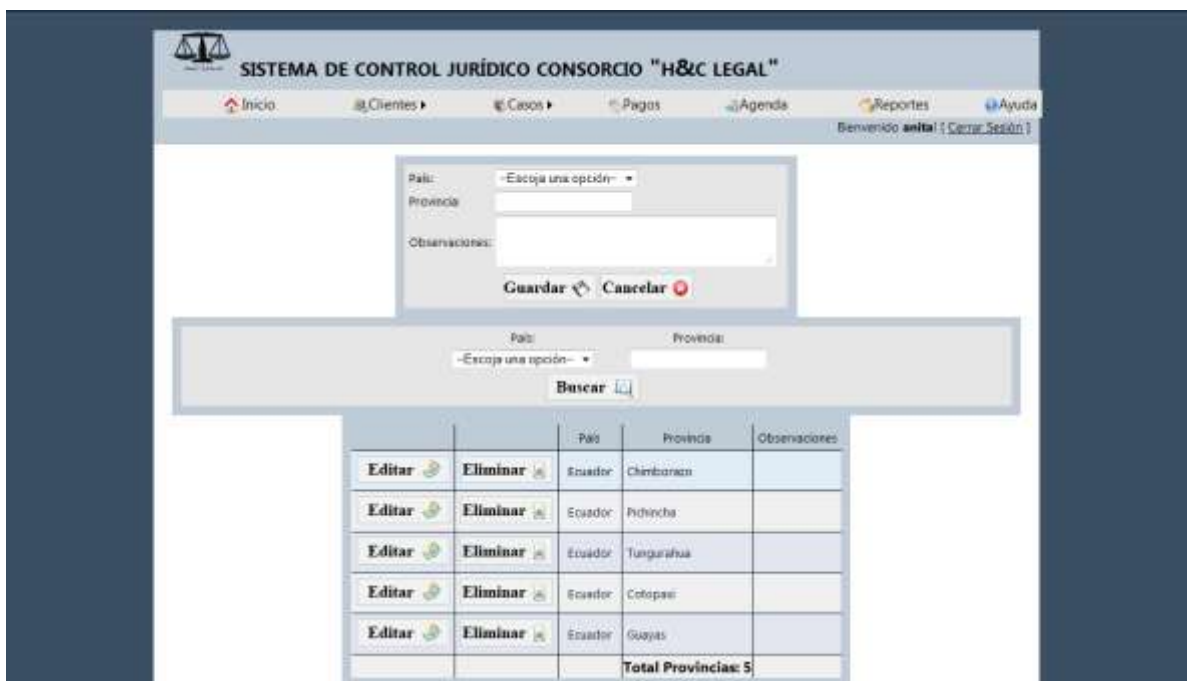 SISTEMA DE CONTROL JURÍDICO CONSORCIO "H&C LEGAL"
Inicio Clientes Casos Pagos Agenda Reportes Ayuda
Bienvenido anita! [ Cerrar Sesión ]
País: --Escoja una opción--
Provincia
Observaciones:
Guardar Cancelar
País: Provincia:
--Escoja una opción--
Buscar
País Provincia Observaciones
Editar Eliminar Ecuador Chimborazo
Editar Eliminar Ecuador Pichincha
Editar Eliminar Ecuador Tungurahua
Editar Eliminar Ecuador Cotopaxi
Editar Eliminar Ecuador Guayas
Total Provincias: 5